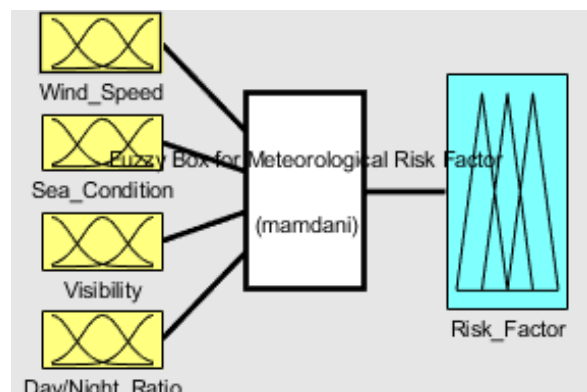 Wind_Speed
Fuzzy Box for Meteorological Risk Factor
Sea_Condition
(mamdani)
Visibility
Risk_Factor
Day/Night_Ratio